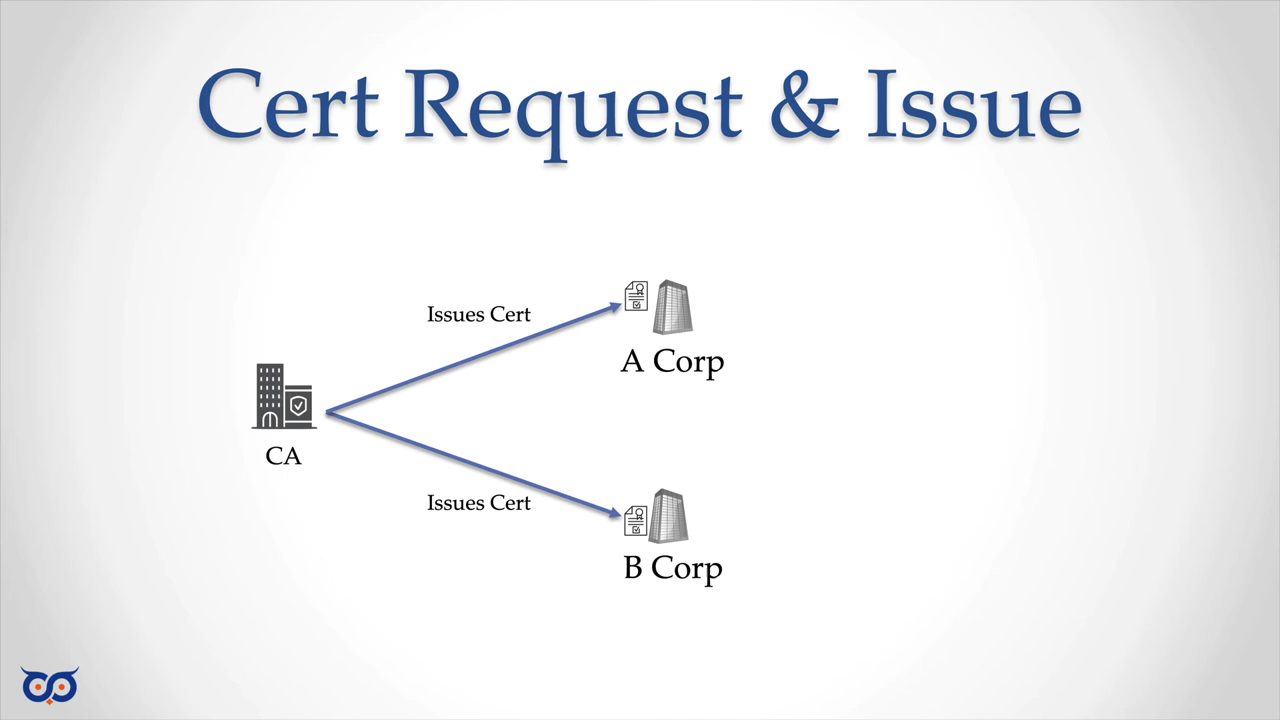 Cert Request & Issue
Issues Cert
A Corp
CA
Issues Cert
B Corp